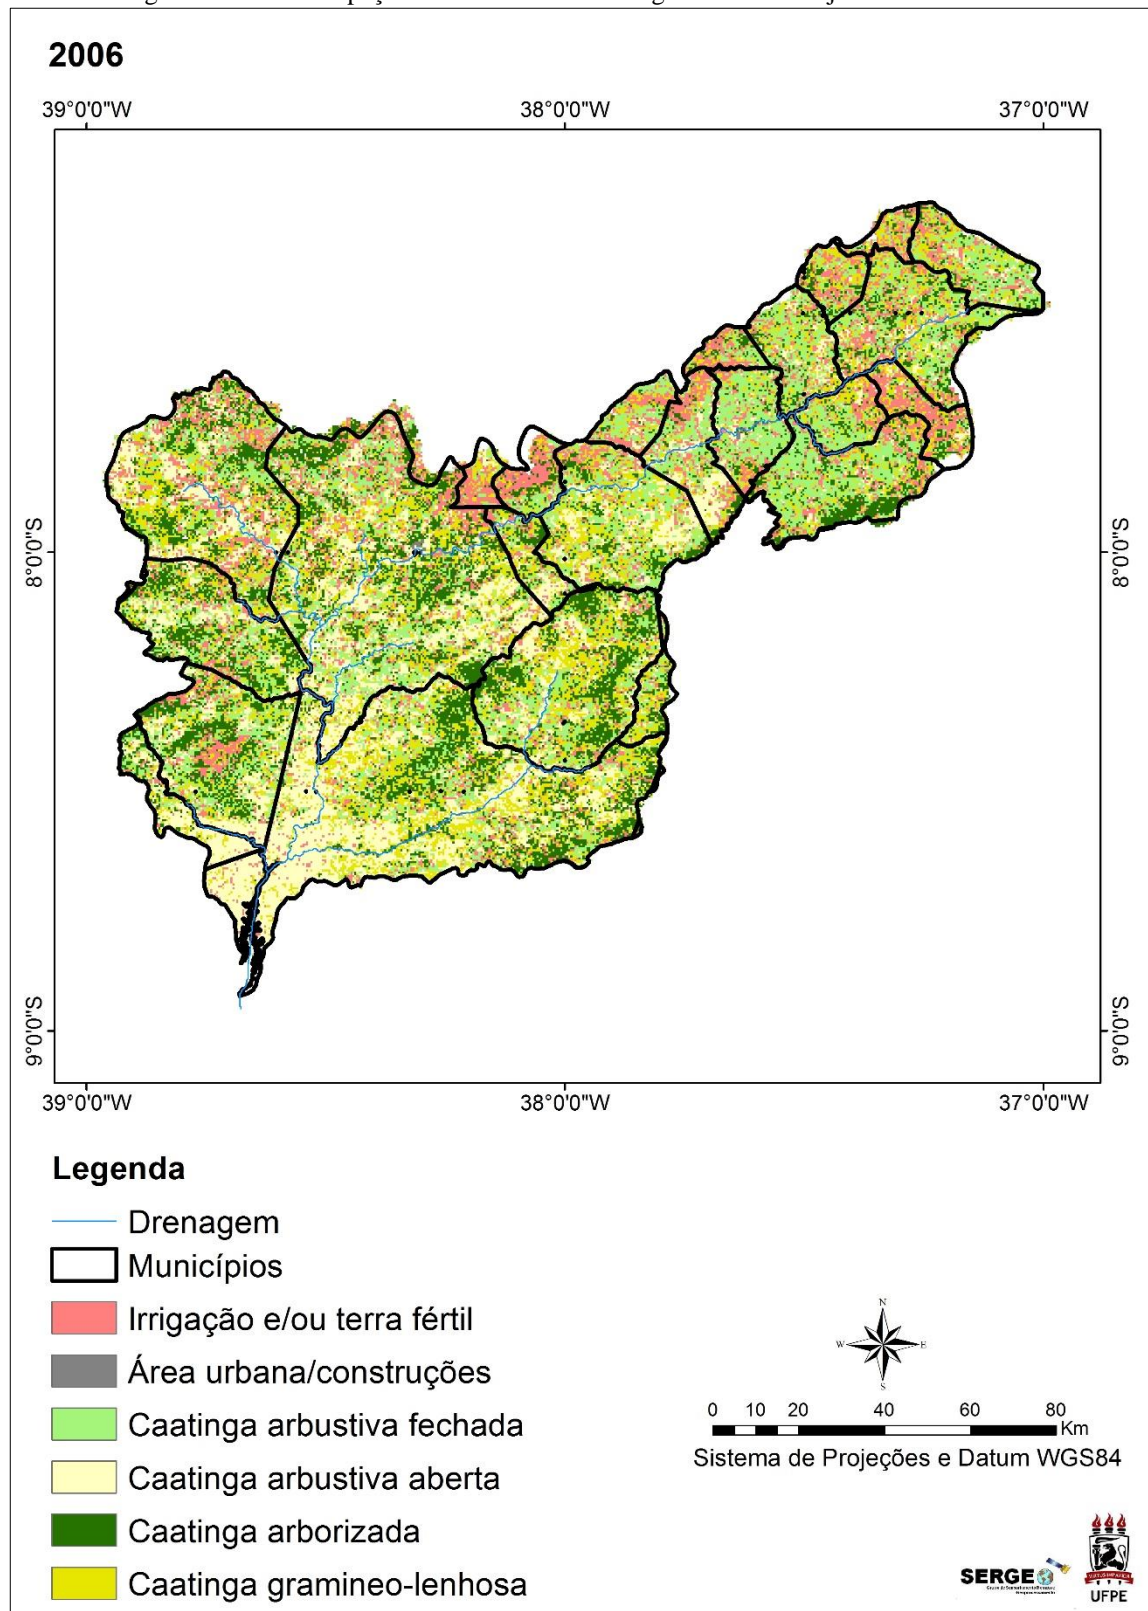 2006
39°0'0"W 38°0'0"W 37°0'0"W
8°0'0"S 8°0'0"S
9°0'0"S 9°0'0"S
39°0'0"W 38°0'0"W 37°0'0"W
Legenda
Drenagem
Municípios
Irrigação e/ou terra fértil
Área urbana/construções
Caatinga arbustiva fechada
Caatinga arbustiva aberta
Caatinga arborizada
Caatinga gramineo-lenhosa
N
W E
S
0 10 20 40 60 80
Km
Sistema de Projeções e Datum WGS84
SERGEO
UFPE